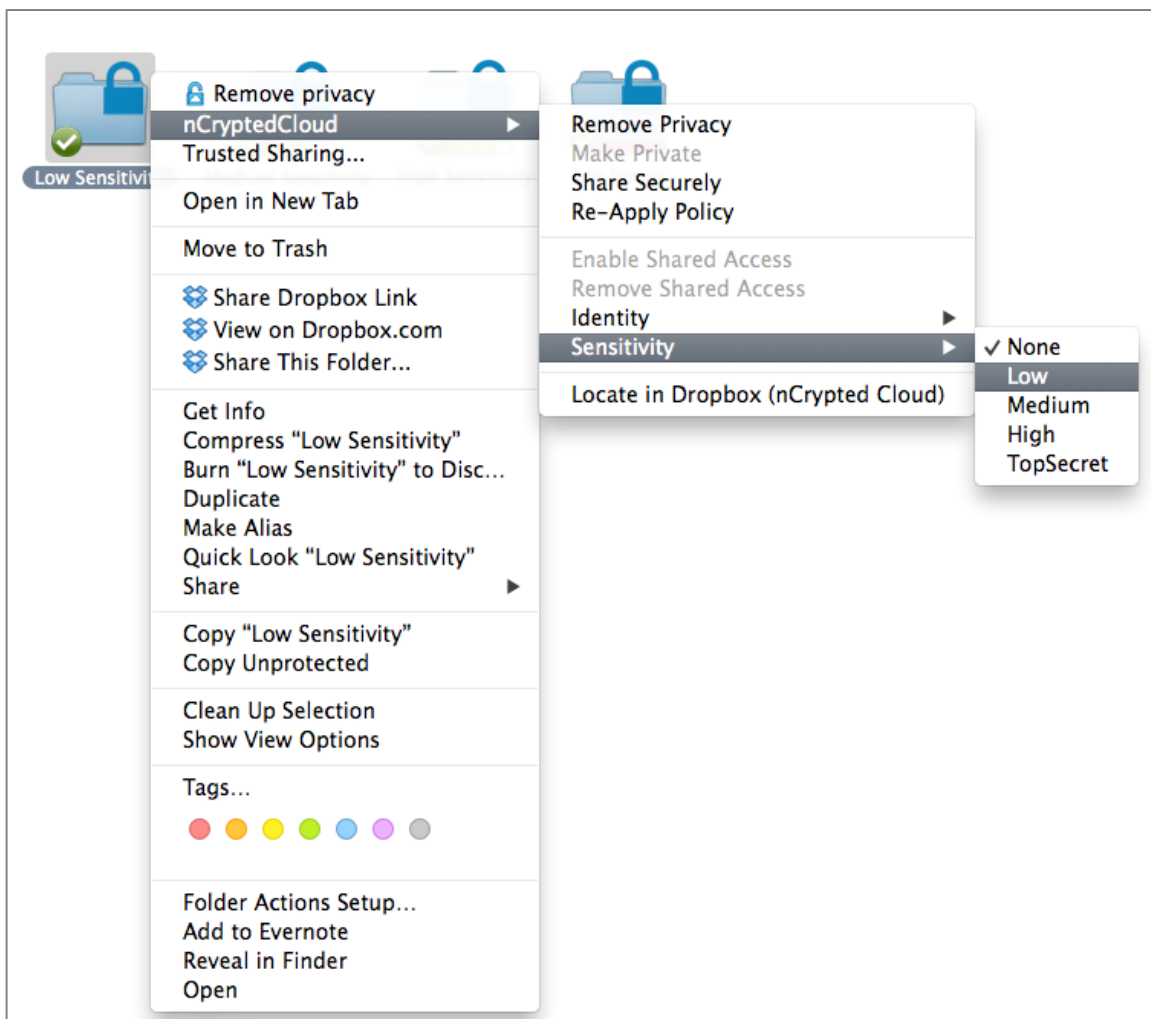 Low Sensitivi
Remove privacy
nCryptedCloud
Trusted Sharing...
Open in New Tab
Move to Trash
Share Dropbox Link
View on Dropbox.com
Share This Folder...
Get Info
Compress “Low Sensitivity”
Burn “Low Sensitivity” to Disc...
Duplicate
Make Alias
Quick Look “Low Sensitivity”
Share
Copy “Low Sensitivity”
Copy Unprotected
Clean Up Selection
Show View Options
Tags...
Folder Actions Setup...
Add to Evernote
Reveal in Finder
Open
Remove Privacy
Make Private
Share Securely
Re-Apply Policy
Enable Shared Access
Remove Shared Access
Identity
Sensitivity
Locate in Dropbox (nCrypted Cloud)
None
Low
Medium
High
TopSecret